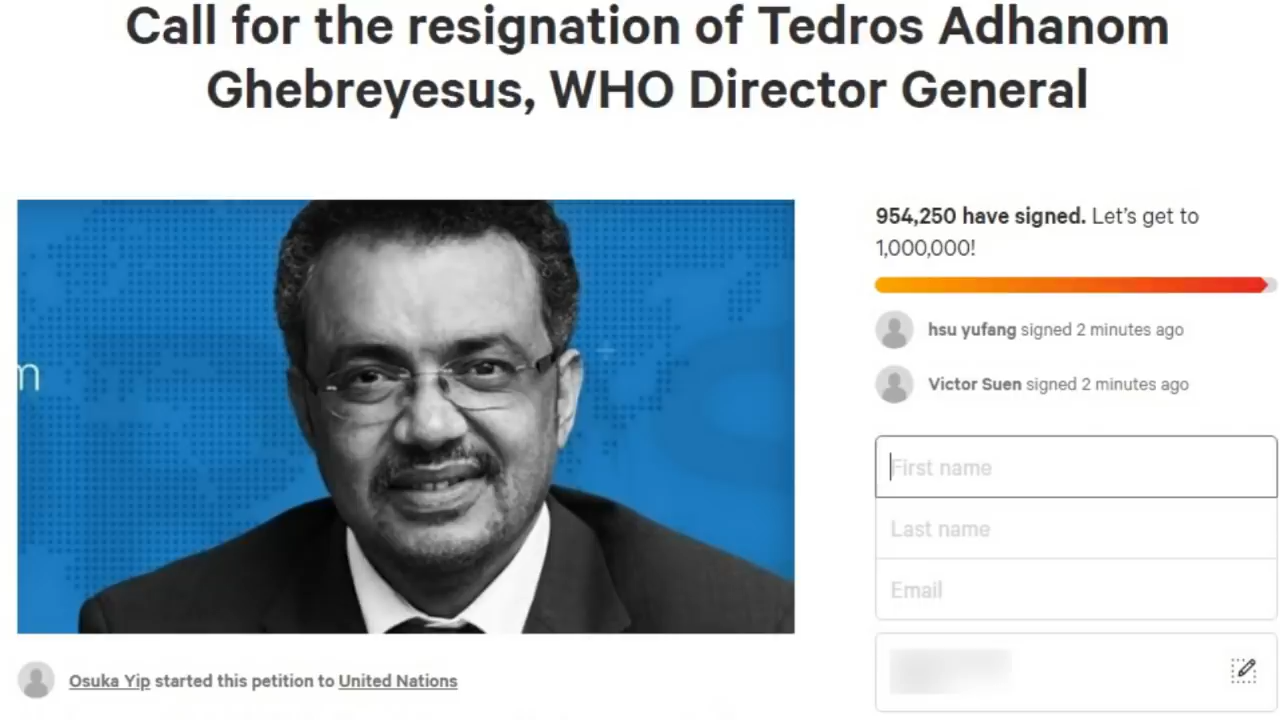 Call for the resignation of Tedros Adhanom
Ghebreyesus, WHO Director General
m
954,250 have signed. Let's get to
1,000,000!
hsu yufang signed 2 minutes ago
Victor Suen signed 2 minutes ago
First name
Last name
Email
Osuka Yip started this petition to United Nations